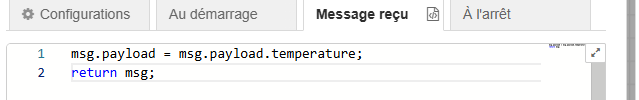 Configurations Au démarrage Message reçu À l'arrêt
1 msg.payload = msg.payload.temperature;
2 return msg;